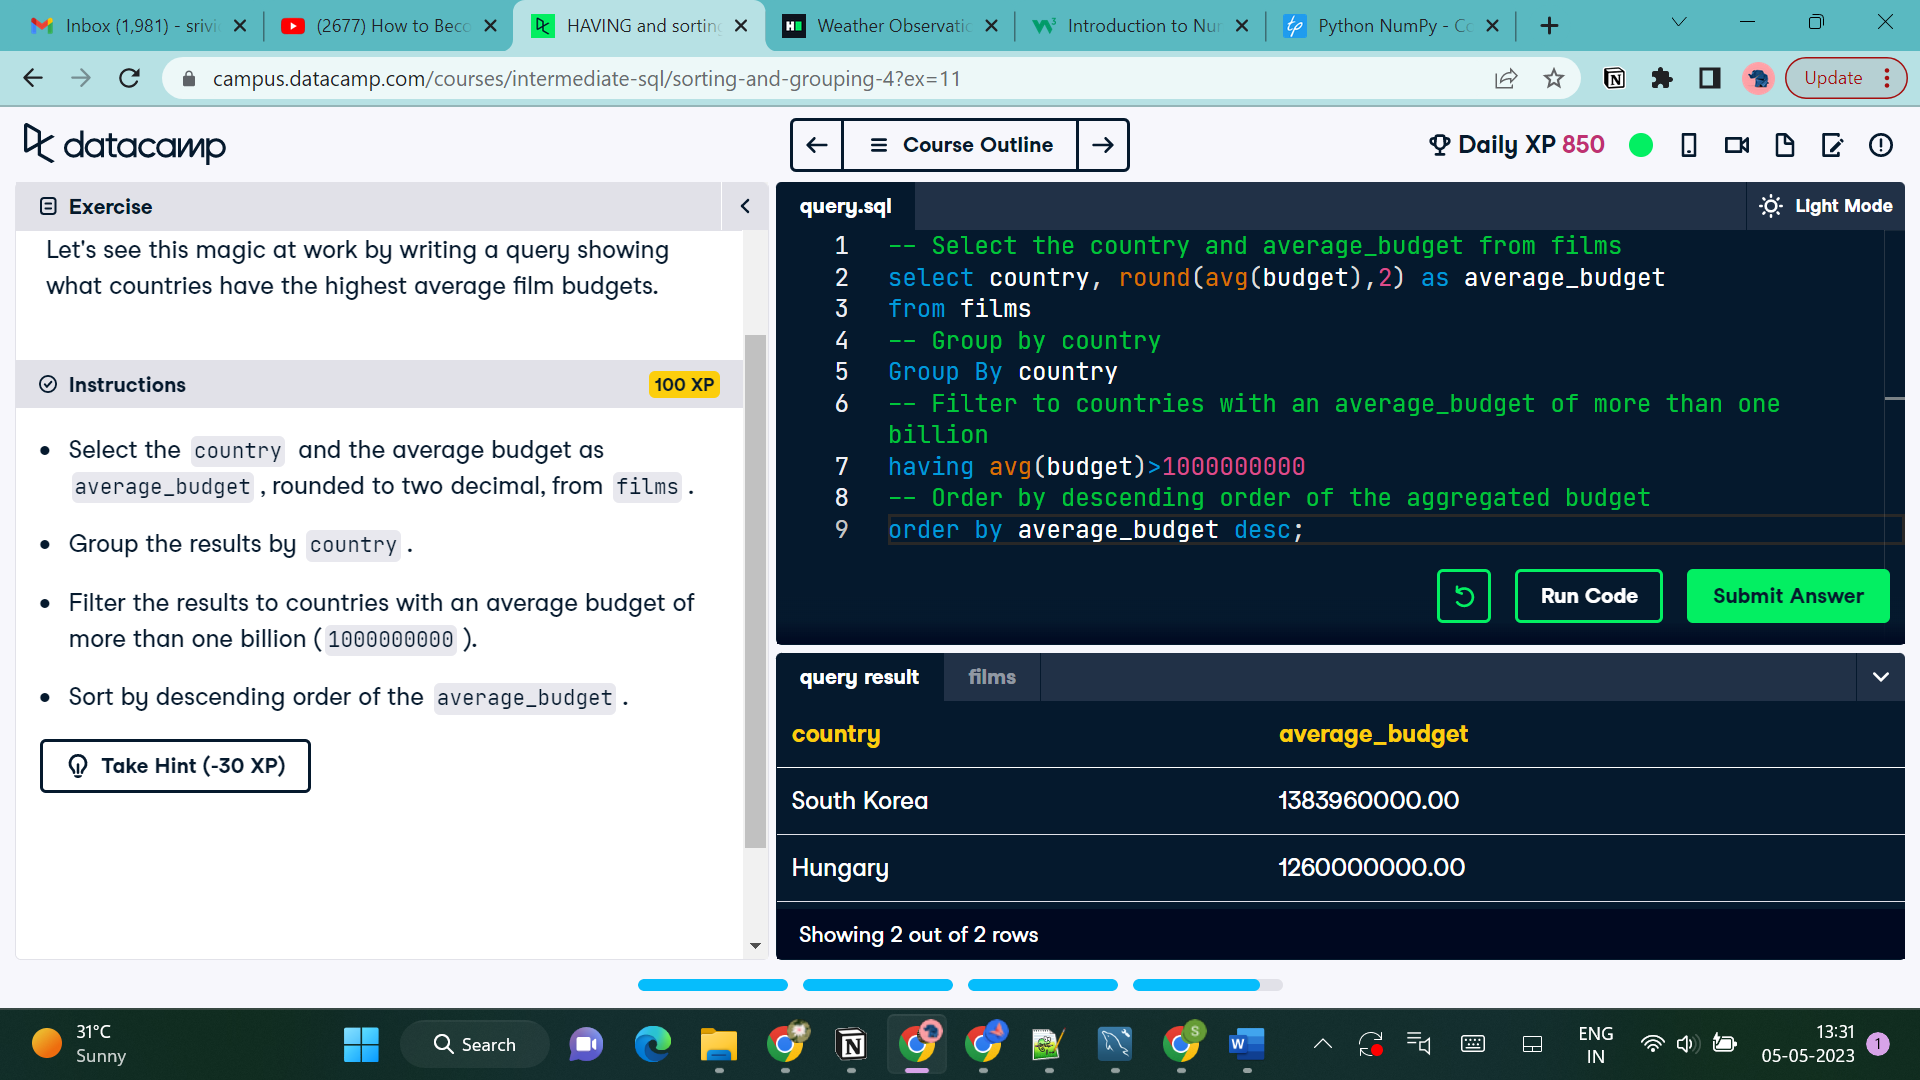 Inbox (1,981) - srivi
(2677) How to Beco
HAVING and sorting
Weather Observatio
Introduction to Nur
Python NumPy - Co
campus.datacamp.com/courses/intermediate-sql/sorting-and-grouping-4?ex=11
Update
datacamp
Course Outline
Daily XP 850
Exercise
Let's see this magic at work by writing a query showing
what countries have the highest average film budgets.
Instructions
100 XP
Select the country and the average budget as
average_budget , rounded to two decimal, from films .
Group the results by country .
Filter the results to countries with an average budget of
more than one billion ( 1000000000 ).
Sort by descending order of the average_budget .
Take Hint (-30 XP)
query.sql
Light Mode
1 -- Select the country and average_budget from films
2 select country, round(avg(budget),2) as average_budget
3 from films
4 -- Group by country
5 Group By country
6 -- Filter to countries with an average_budget of more than one
billion
7 having avg(budget)>1000000000
8 -- Order by descending order of the aggregated budget
9 order by average_budget desc;
Run Code
Submit Answer
query result
films
country average_budget
South Korea 1383960000.00
Hungary 1260000000.00
Showing 2 out of 2 rows
31°C
Sunny
Search
ENG
IN
13:31
05-05-2023
1